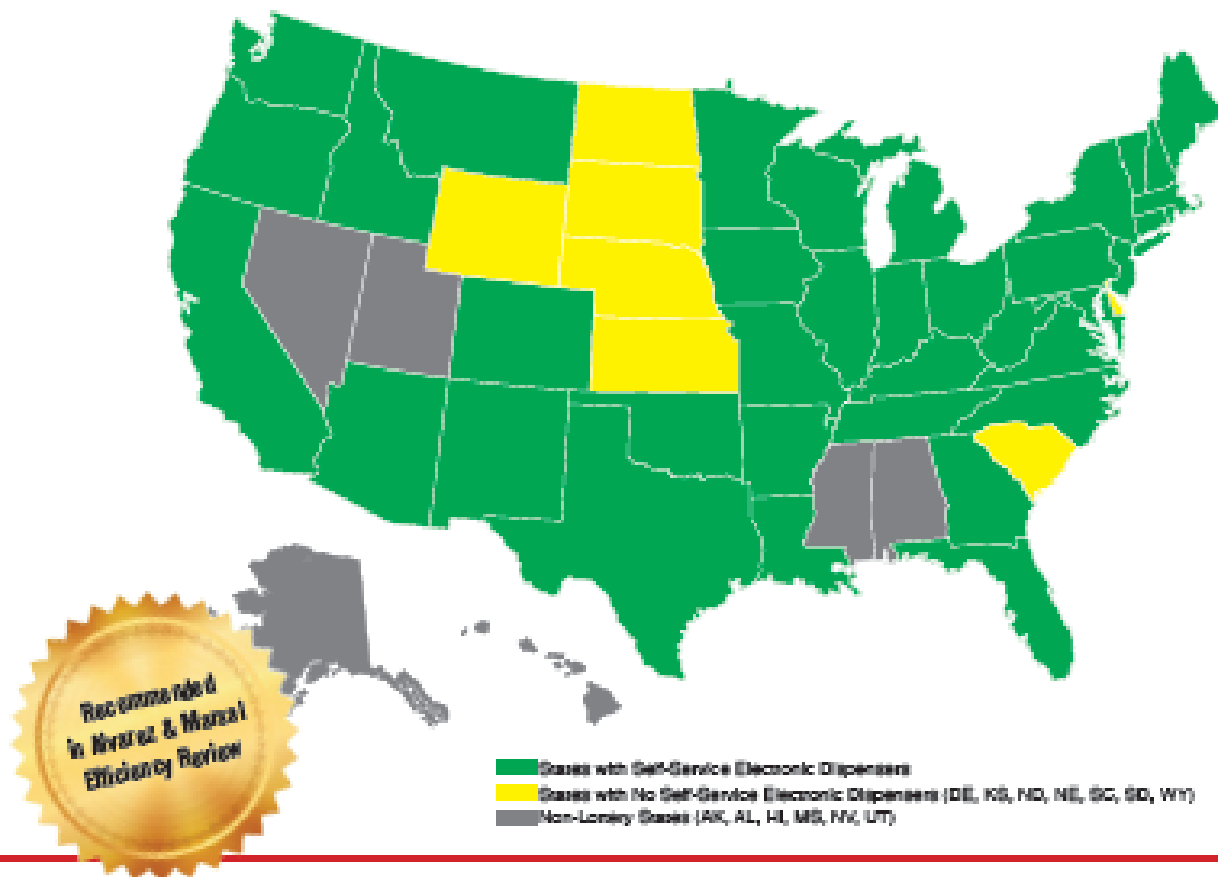 Recommended
in Alvarez & Marsal
Efficiency Review
States with Self-Service Electronic Dispensers
States with No Self-Service Electronic Dispensers (DE, KS, ND, NE, SC, SD, WY)
Non-Lottery States (AK, AL, HI, MS, NV, UT)